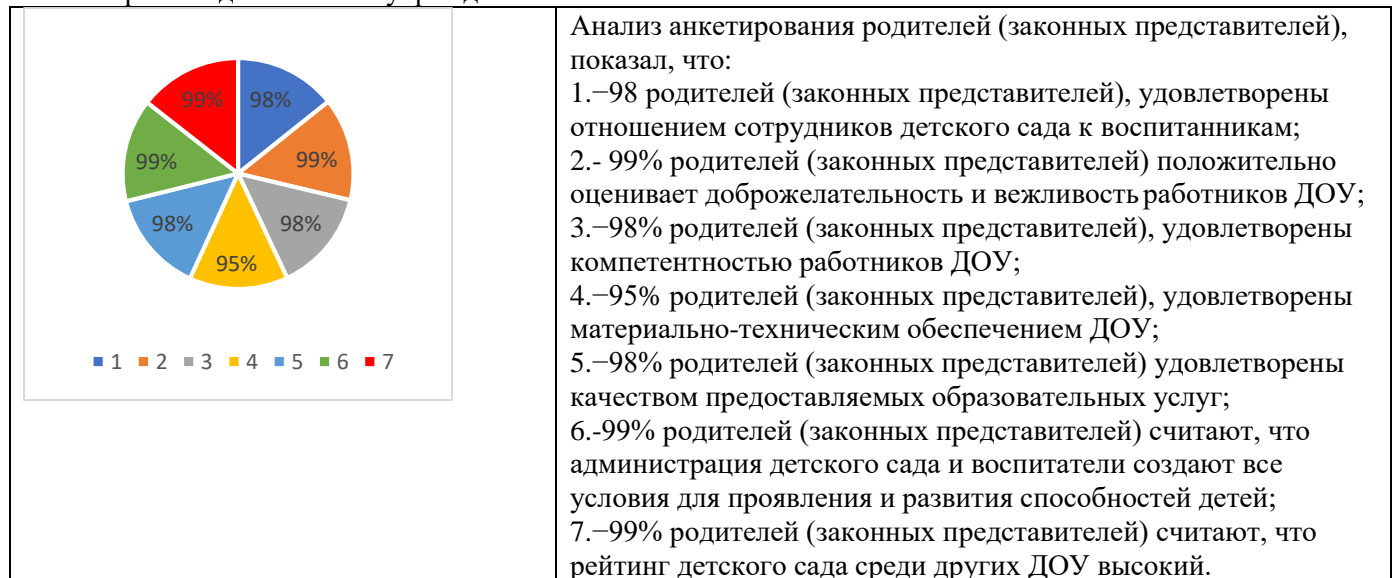 99% 98%
99% 99%
98% 98%
95%
1 2 3 4 5 6 7
Анализ анкетирования родителей (законных представителей),
показал, что:
1.−98 родителей (законных представителей), удовлетворены
отношением сотрудников детского сада к воспитанникам;
2.- 99% родителей (законных представителей) положительно
оценивает доброжелательность и вежливость работников ДОУ;
3.−98% родителей (законных представителей), удовлетворены
компетентностью работников ДОУ;
4.−95% родителей (законных представителей), удовлетворены
материально-техническим обеспечением ДОУ;
5.−98% родителей (законных представителей) удовлетворены
качеством предоставляемых образовательных услуг;
6.-99% родителей (законных представителей) считают, что
администрация детского сада и воспитатели создают все
условия для проявления и развития способностей детей;
7.−99% родителей (законных представителей) считают, что
рейтинг детского сада среди других ДОУ высокий.